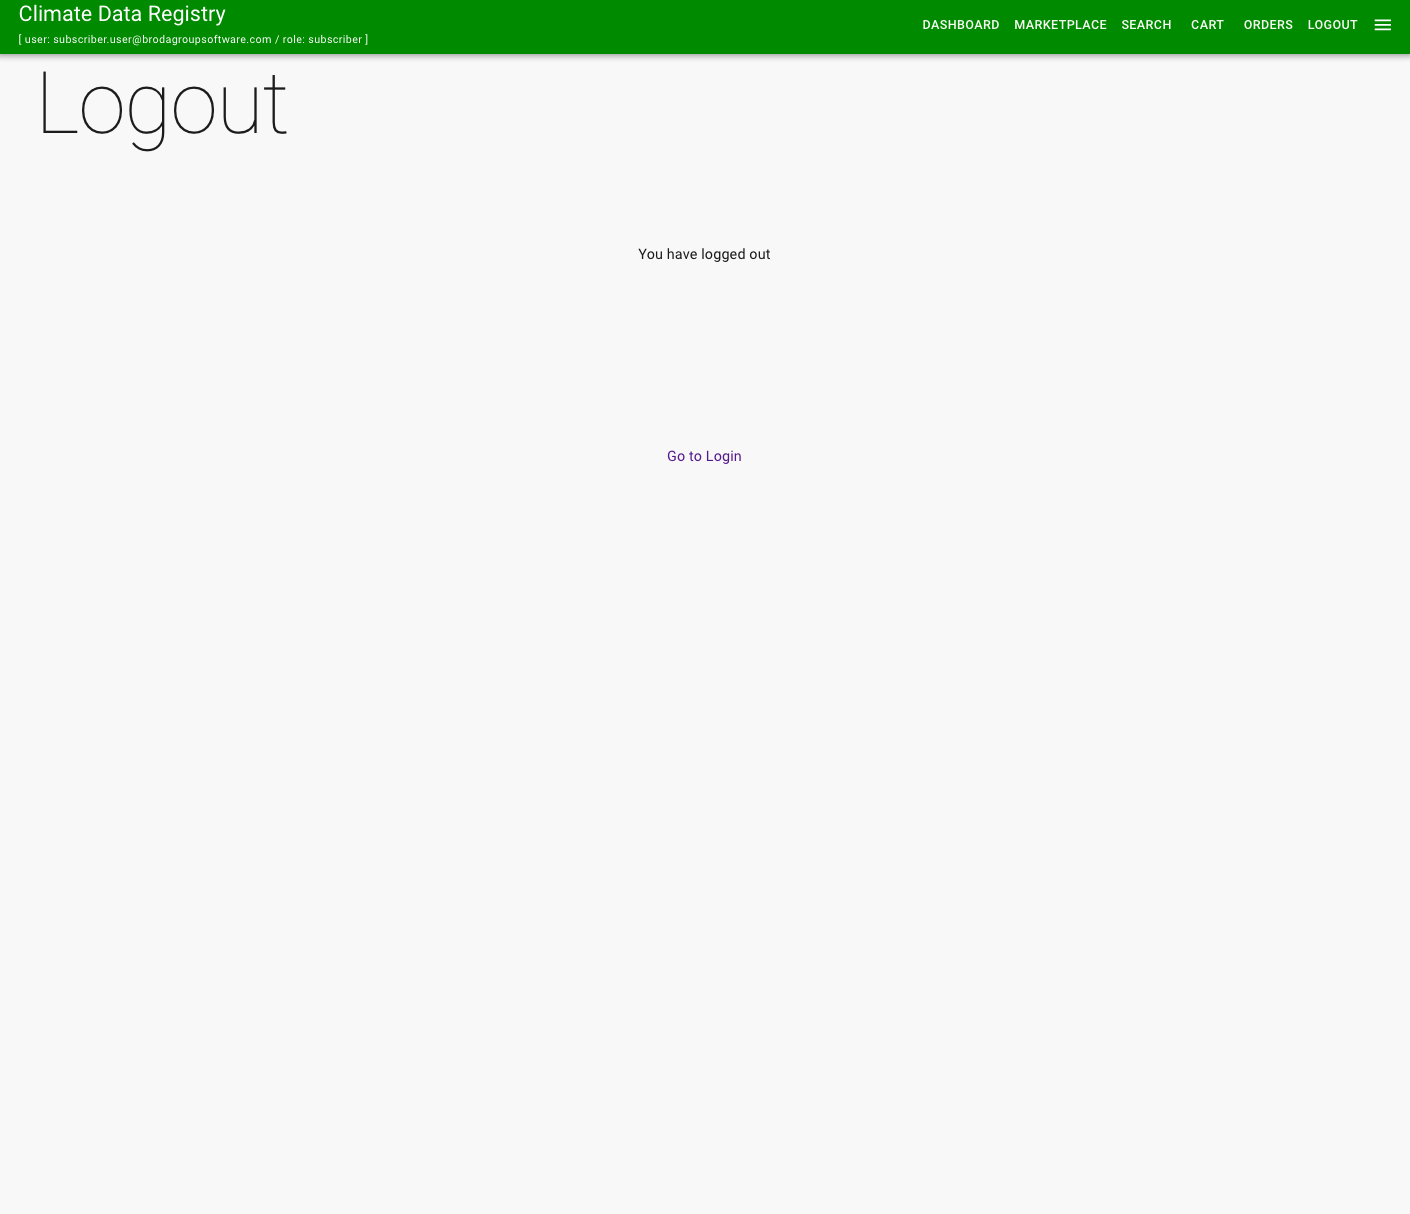 Climate Data Registry
[ user: subscriber.user@brodagroupsoftware.com / role: subscriber ]
DASHBOARD MARKETPLACE SEARCH CART ORDERS LOGOUT
Logout
You have logged out
Go to Login